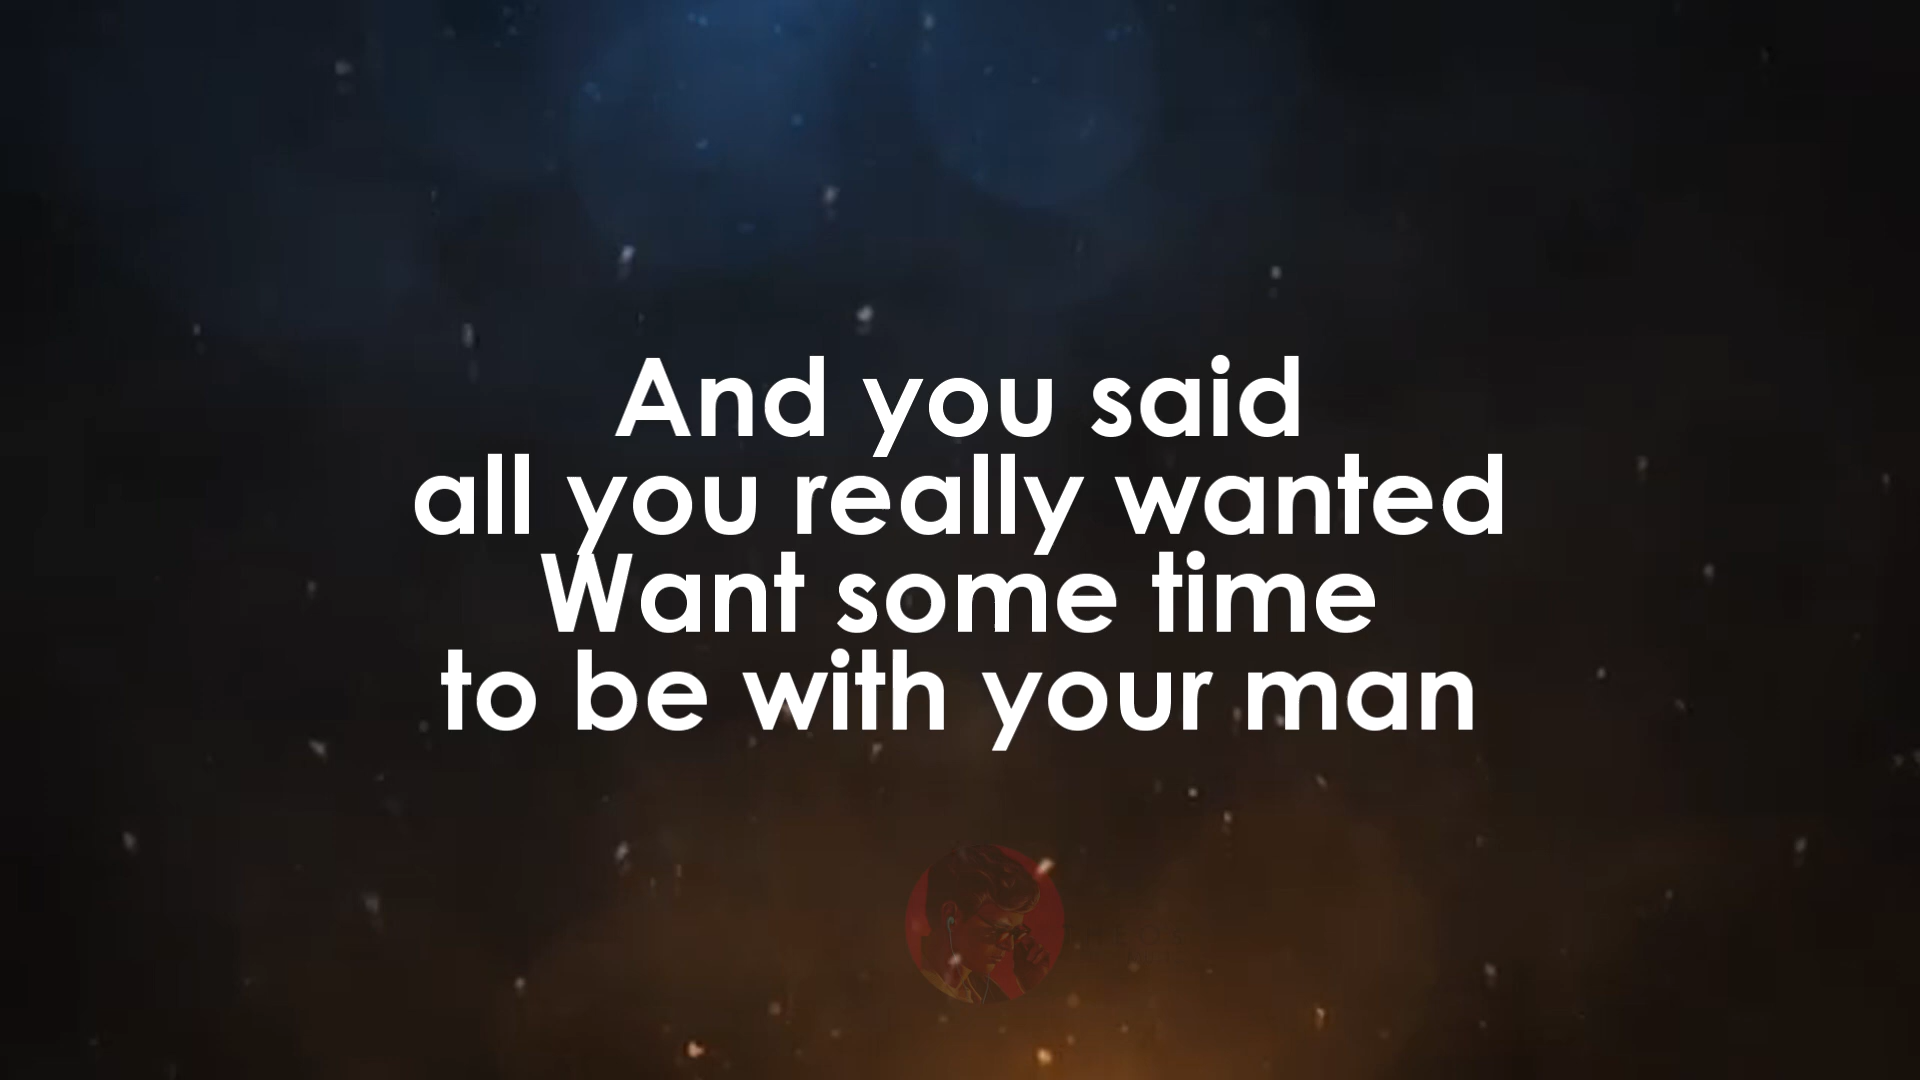 And you said
all you really wanted
Want some time
to be with your man